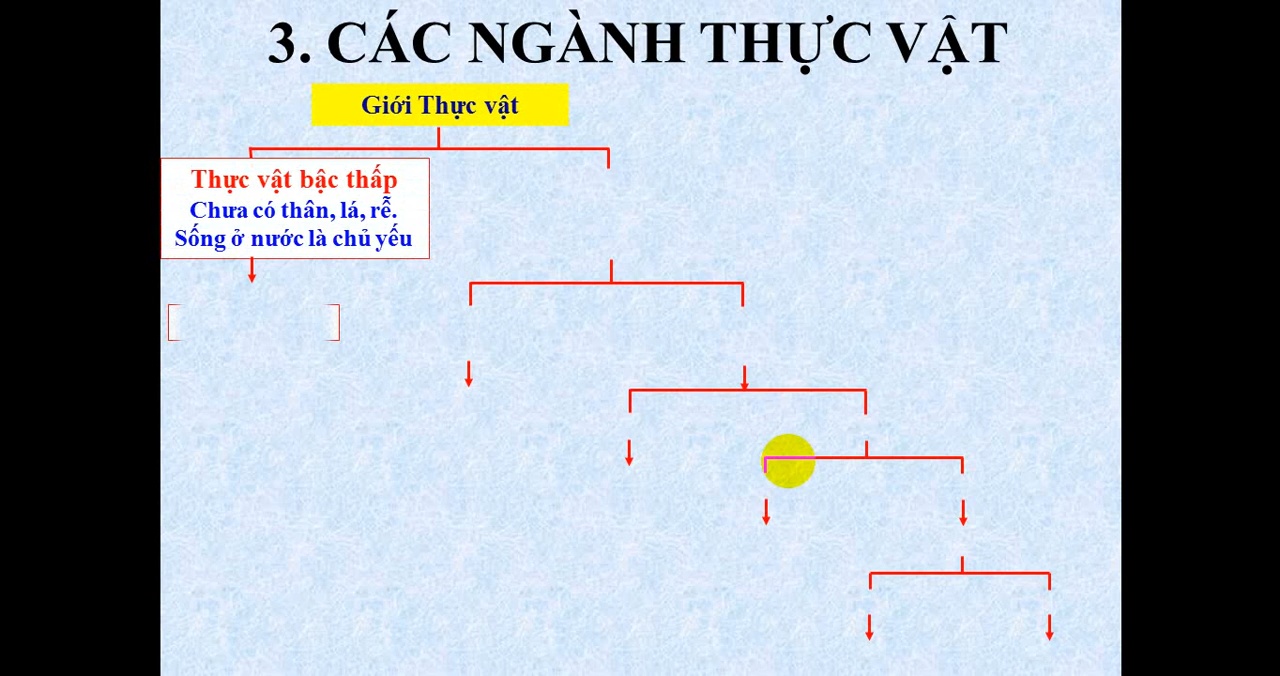 3. CÁC NGÀNH THỰC VẬT
Giới Thực vật
Thực vật bậc thấp
Chưa có thân, lá, rễ.
Sống ở nước là chủ yếu